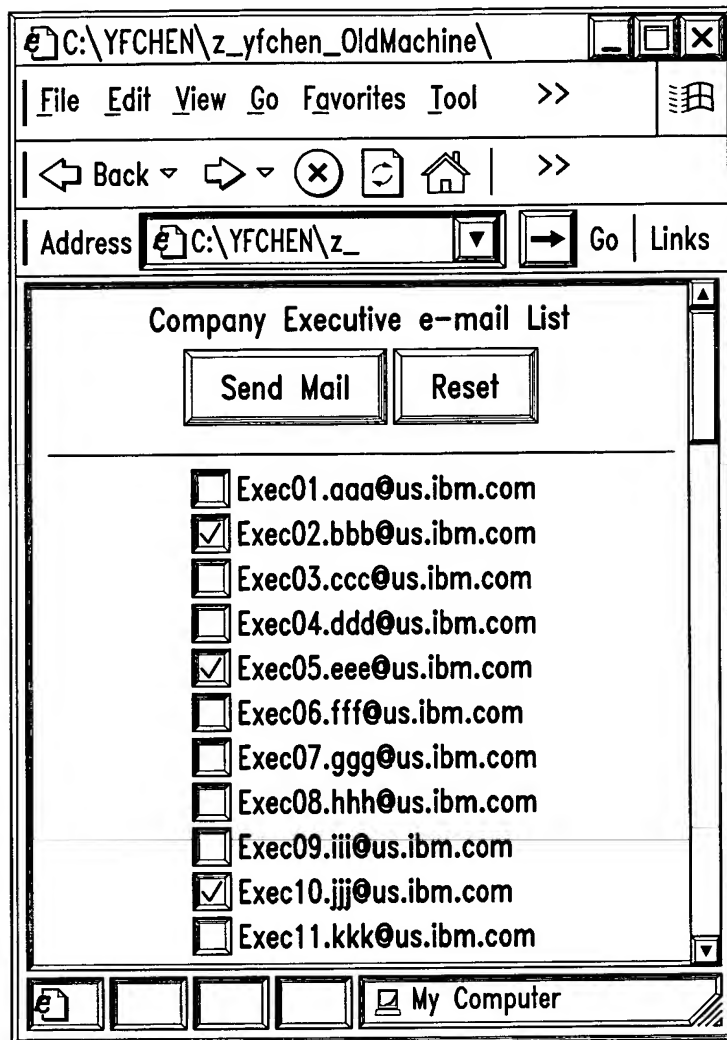 C:\YFCHEN\z_yfchen_OldMachine\
File Edit View Go Favorites Tool >>
Back >>
Address C:\YFCHEN\z_ Go Links
Company Executive e-mail List
Send Mail Reset
Exec01.aaa@us.ibm.com
Exec02.bbb@us.ibm.com
Exec03.ccc@us.ibm.com
Exec04.ddd@us.ibm.com
Exec05.eee@us.ibm.com
Exec06.fff@us.ibm.com
Exec07.ggg@us.ibm.com
Exec08.hhh@us.ibm.com
Exec09.iii@us.ibm.com
Exec10.jjj@us.ibm.com
Exec11.kkk@us.ibm.com
My Computer